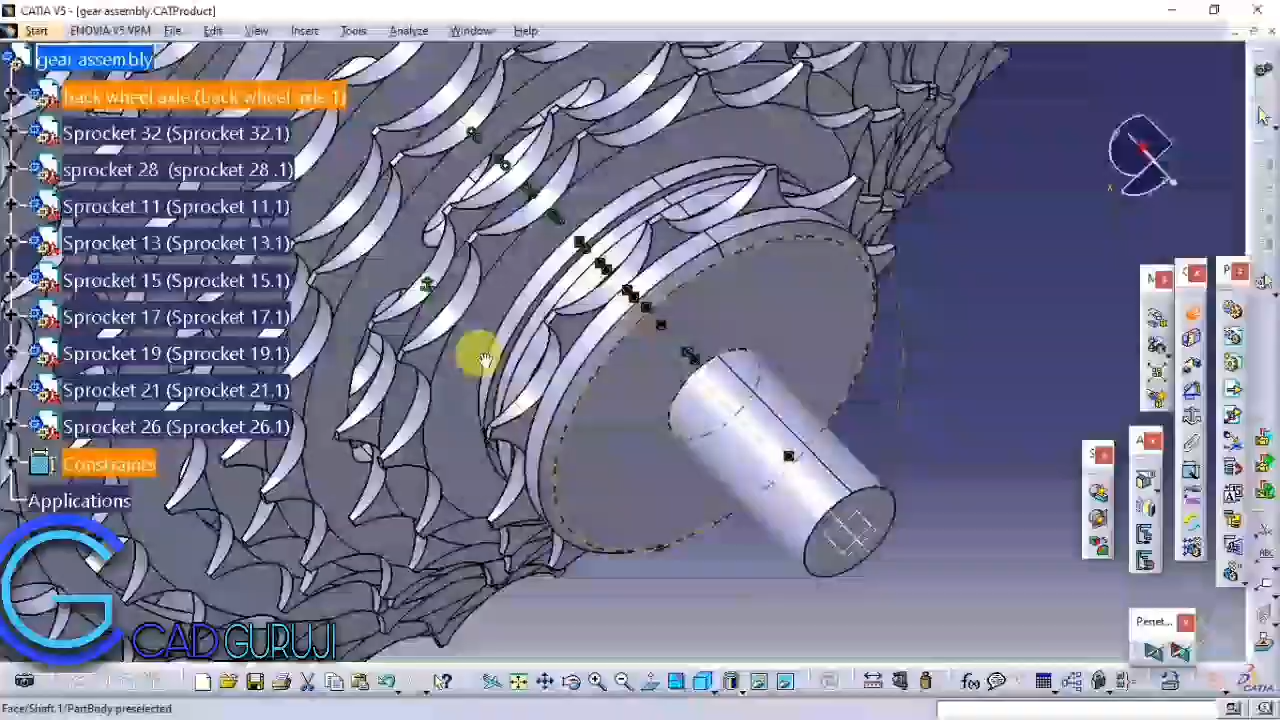 CATIA V5 - [gear assembly.CATProduct]
Start ENOVIA V5 VPM File Edit View Insert Tools Analyze Window Help
gear assembly
back wheel axle (back wheel axle 1)
Sprocket 32 (Sprocket 32.1)
sprocket 28 (sprocket 28 .1)
Sprocket 11 (Sprocket 11.1)
Sprocket 13 (Sprocket 13.1)
Sprocket 15 (Sprocket 15.1)
Sprocket 17 (Sprocket 17.1)
Sprocket 19 (Sprocket 19.1)
Sprocket 21 (Sprocket 21.1)
Sprocket 26 (Sprocket 26.1)
Constraints
Applications
x
M
C
P
S
A
Penet...
CAD GURUJI
f(x)
ABC
CATIA
Face/Shaft.1/PartBody preselected